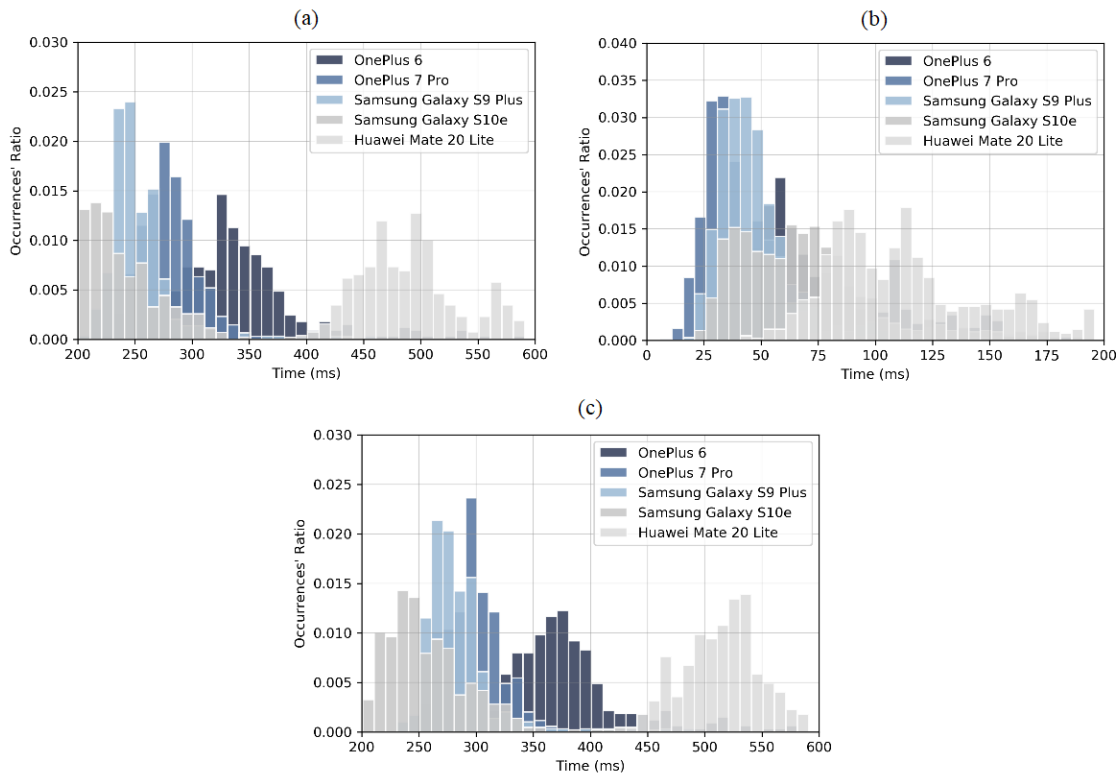 (a)
0.030
0.025
0.020
0.015
0.010
0.005
0.000
Occurrences' Ratio
OnePlus 6
OnePlus 7 Pro
Samsung Galaxy S9 Plus
Samsung Galaxy S10e
Huawei Mate 20 Lite
200 250 300 350 400 450 500 550 600
Time (ms)
(b)
0.040
0.035
0.030
0.025
0.020
0.015
0.010
0.005
0.000
Occurrences' Ratio
OnePlus 6
OnePlus 7 Pro
Samsung Galaxy S9 Plus
Samsung Galaxy S10e
Huawei Mate 20 Lite
0 25 50 75 100 125 150 175 200
Time (ms)
(c)
0.030
0.025
0.020
0.015
0.010
0.005
0.000
Occurrences' Ratio
OnePlus 6
OnePlus 7 Pro
Samsung Galaxy S9 Plus
Samsung Galaxy S10e
Huawei Mate 20 Lite
200 250 300 350 400 450 500 550 600
Time (ms)